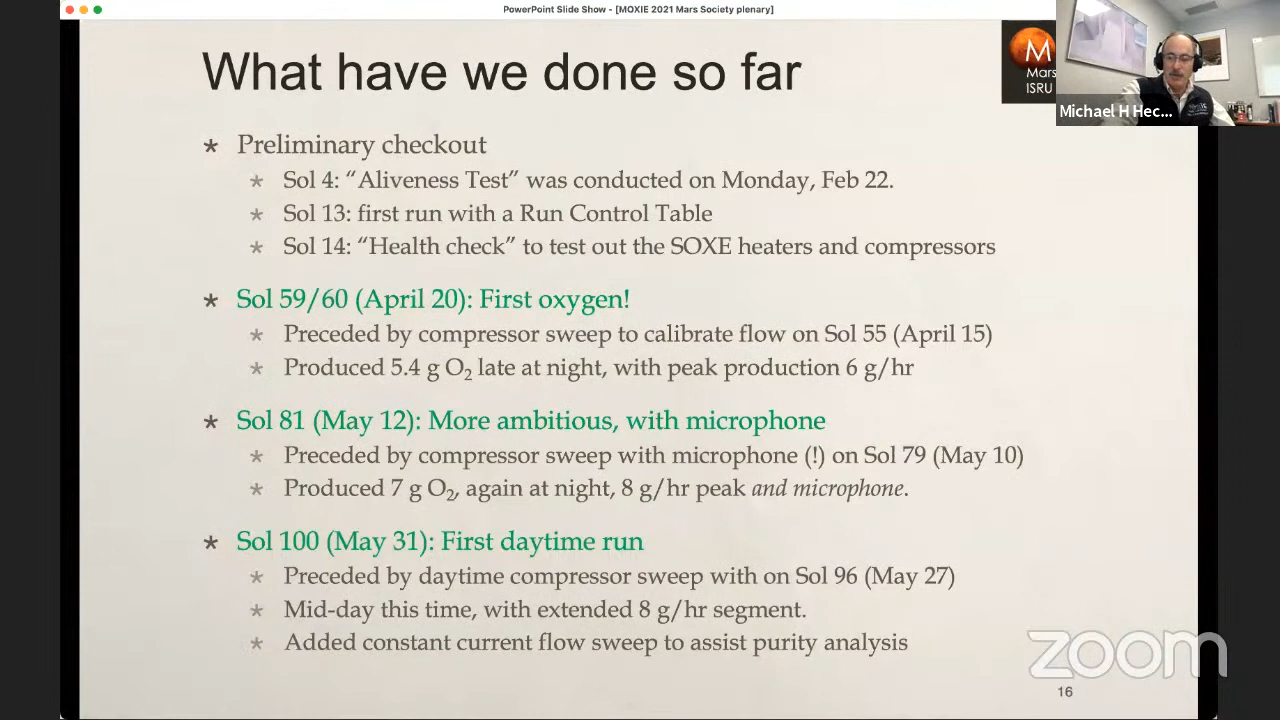 PowerPoint Slide Show - [MOXIE 2021 Mars Society plenary]
What have we done so far
M
Mars
ISRU
Michael H Hec...
* Preliminary checkout
* Sol 4: “Aliveness Test” was conducted on Monday, Feb 22.
* Sol 13: first run with a Run Control Table
* Sol 14: “Health check” to test out the SOXE heaters and compressors
* Sol 59/60 (April 20): First oxygen!
* Preceded by compressor sweep to calibrate flow on Sol 55 (April 15)
* Produced 5.4 g O₂ late at night, with peak production 6 g/hr
* Sol 81 (May 12): More ambitious, with microphone
* Preceded by compressor sweep with microphone (!) on Sol 79 (May 10)
* Produced 7 g O₂, again at night, 8 g/hr peak and microphone.
* Sol 100 (May 31): First daytime run
* Preceded by daytime compressor sweep with on Sol 96 (May 27)
* Mid-day this time, with extended 8 g/hr segment.
* Added constant current flow sweep to assist purity analysis
zoom
16